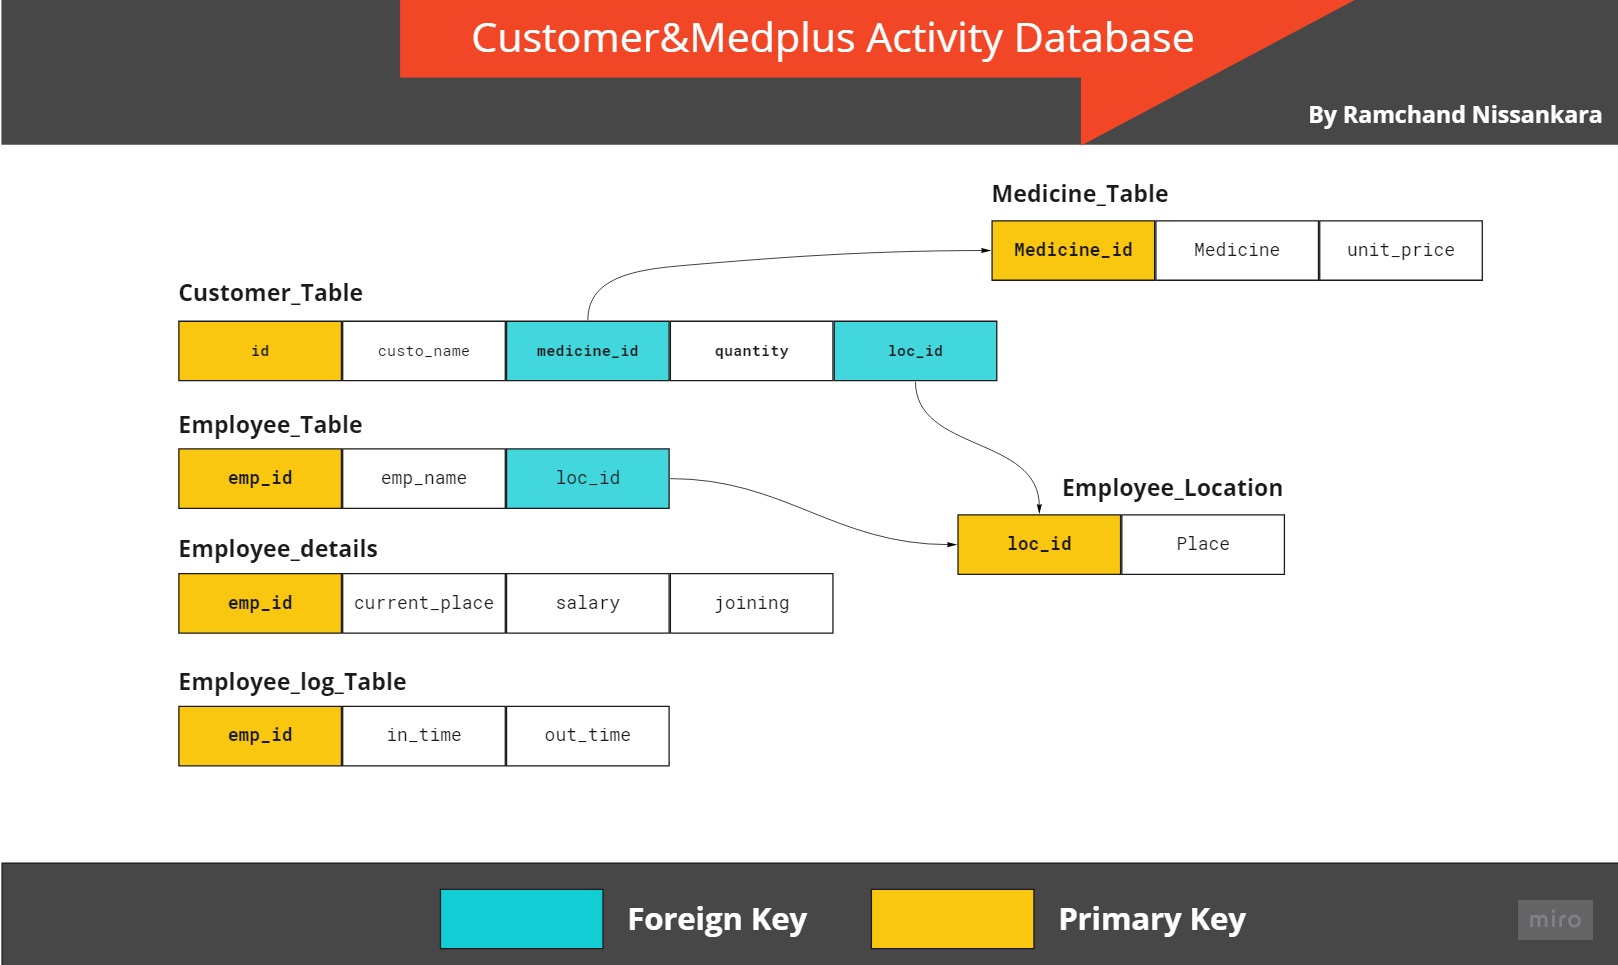 Customer&Medplus Activity Database
By Ramchand Nissankara
Medicine_Table
Medicine_id Medicine unit_price
Customer_Table
id custo_name medicine_id quantity loc_id
Employee_Table
emp_id emp_name loc_id
Employee_Location
loc_id Place
Employee_details
emp_id current_place salary joining
Employee_log_Table
emp_id in_time out_time
Foreign Key Primary Key
miro